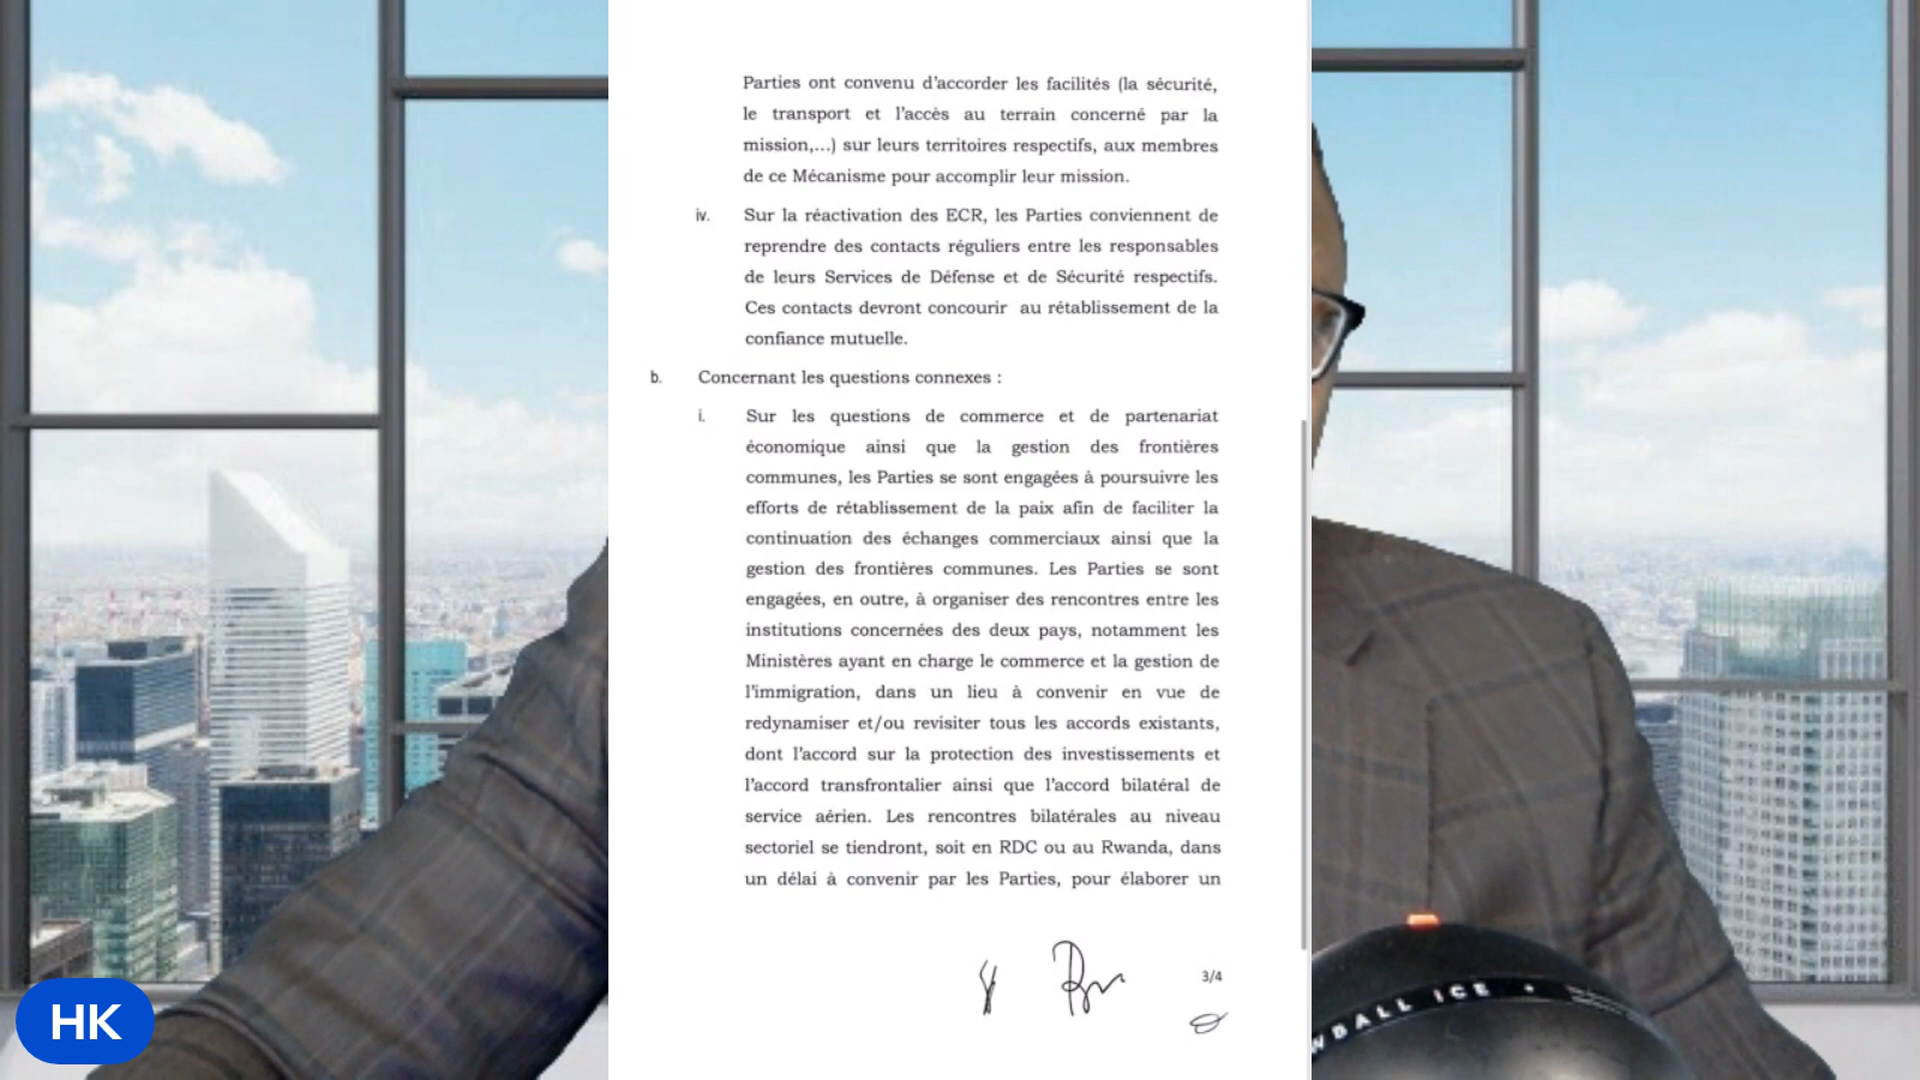 Parties ont convenu d'accorder les facilités (la sécurité,
le transport et l'accès au terrain concerné par la
mission,...) sur leurs territoires respectifs, aux membres
de ce Mécanisme pour accomplir leur mission.
iv. Sur la réactivation des ECR, les Parties conviennent de
reprendre des contacts réguliers entre les responsables
de leurs Services de Défense et de Sécurité respectifs.
Ces contacts devront concourir au rétablissement de la
confiance mutuelle.
b. Concernant les questions connexes :
i. Sur les questions de commerce et de partenariat
économique ainsi que la gestion des frontières
communes, les Parties se sont engagées à poursuivre les
efforts de rétablissement de la paix afin de faciliter la
continuation des échanges commerciaux ainsi que la
gestion des frontières communes. Les Parties se sont
engagées, en outre, à organiser des rencontres entre les
institutions concernées des deux pays, notamment les
Ministères ayant en charge le commerce et la gestion de
l'immigration, dans un lieu à convenir en vue de
redynamiser et/ou revisiter tous les accords existants,
dont l'accord sur la protection des investissements et
l'accord transfrontalier ainsi que l'accord bilatéral de
service aérien. Les rencontres bilatérales au niveau
sectoriel se tiendront, soit en RDC ou au Rwanda, dans
un délai à convenir par les Parties, pour élaborer un
3/4
HK
WBALL ICE